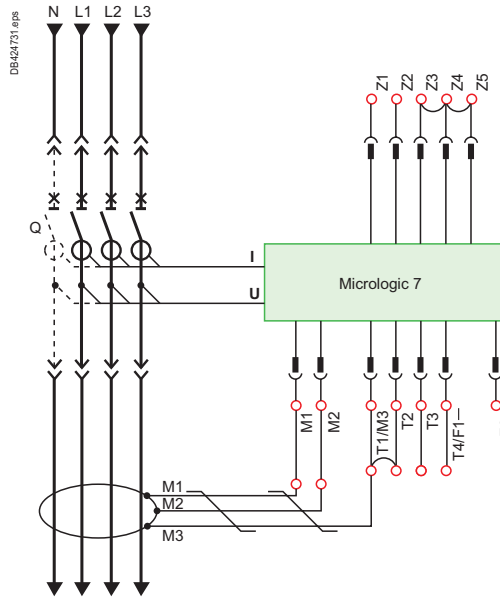 DB424731.eps
N L1 L2 L3
Z1 Z2 Z3 Z4 Z5
Q
I
U
Micrologic 7
M1 M2 T1/M3 T2 T3 T4/F1—
M1
M2
M3